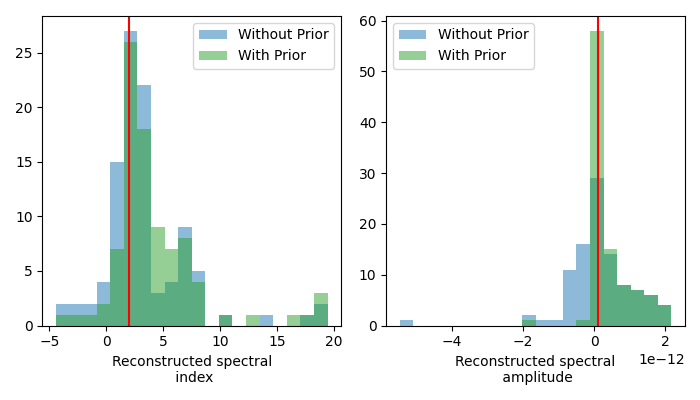 Without Prior
With Prior
25
20
15
10
5
0
−5 0 5 10 15 20
Reconstructed spectral
index
Without Prior
With Prior
60
50
40
30
20
10
0
−4 −2 0 2
1e−12
Reconstructed spectral
amplitude